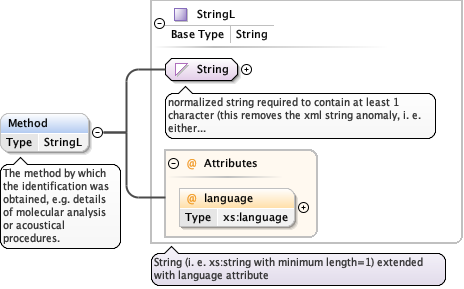 StringL
Base Type String
String
normalized string required to contain at least 1
character (this removes the xml string anomaly, i. e.
either...
Method
Type StringL
The method by which
the identification was
obtained, e.g. details
of molecular analysis
or acoustical
procedures.
@ Attributes
@ language
Type xs:language
String (i. e. xs:string with minimum length=1) extended
with language attribute